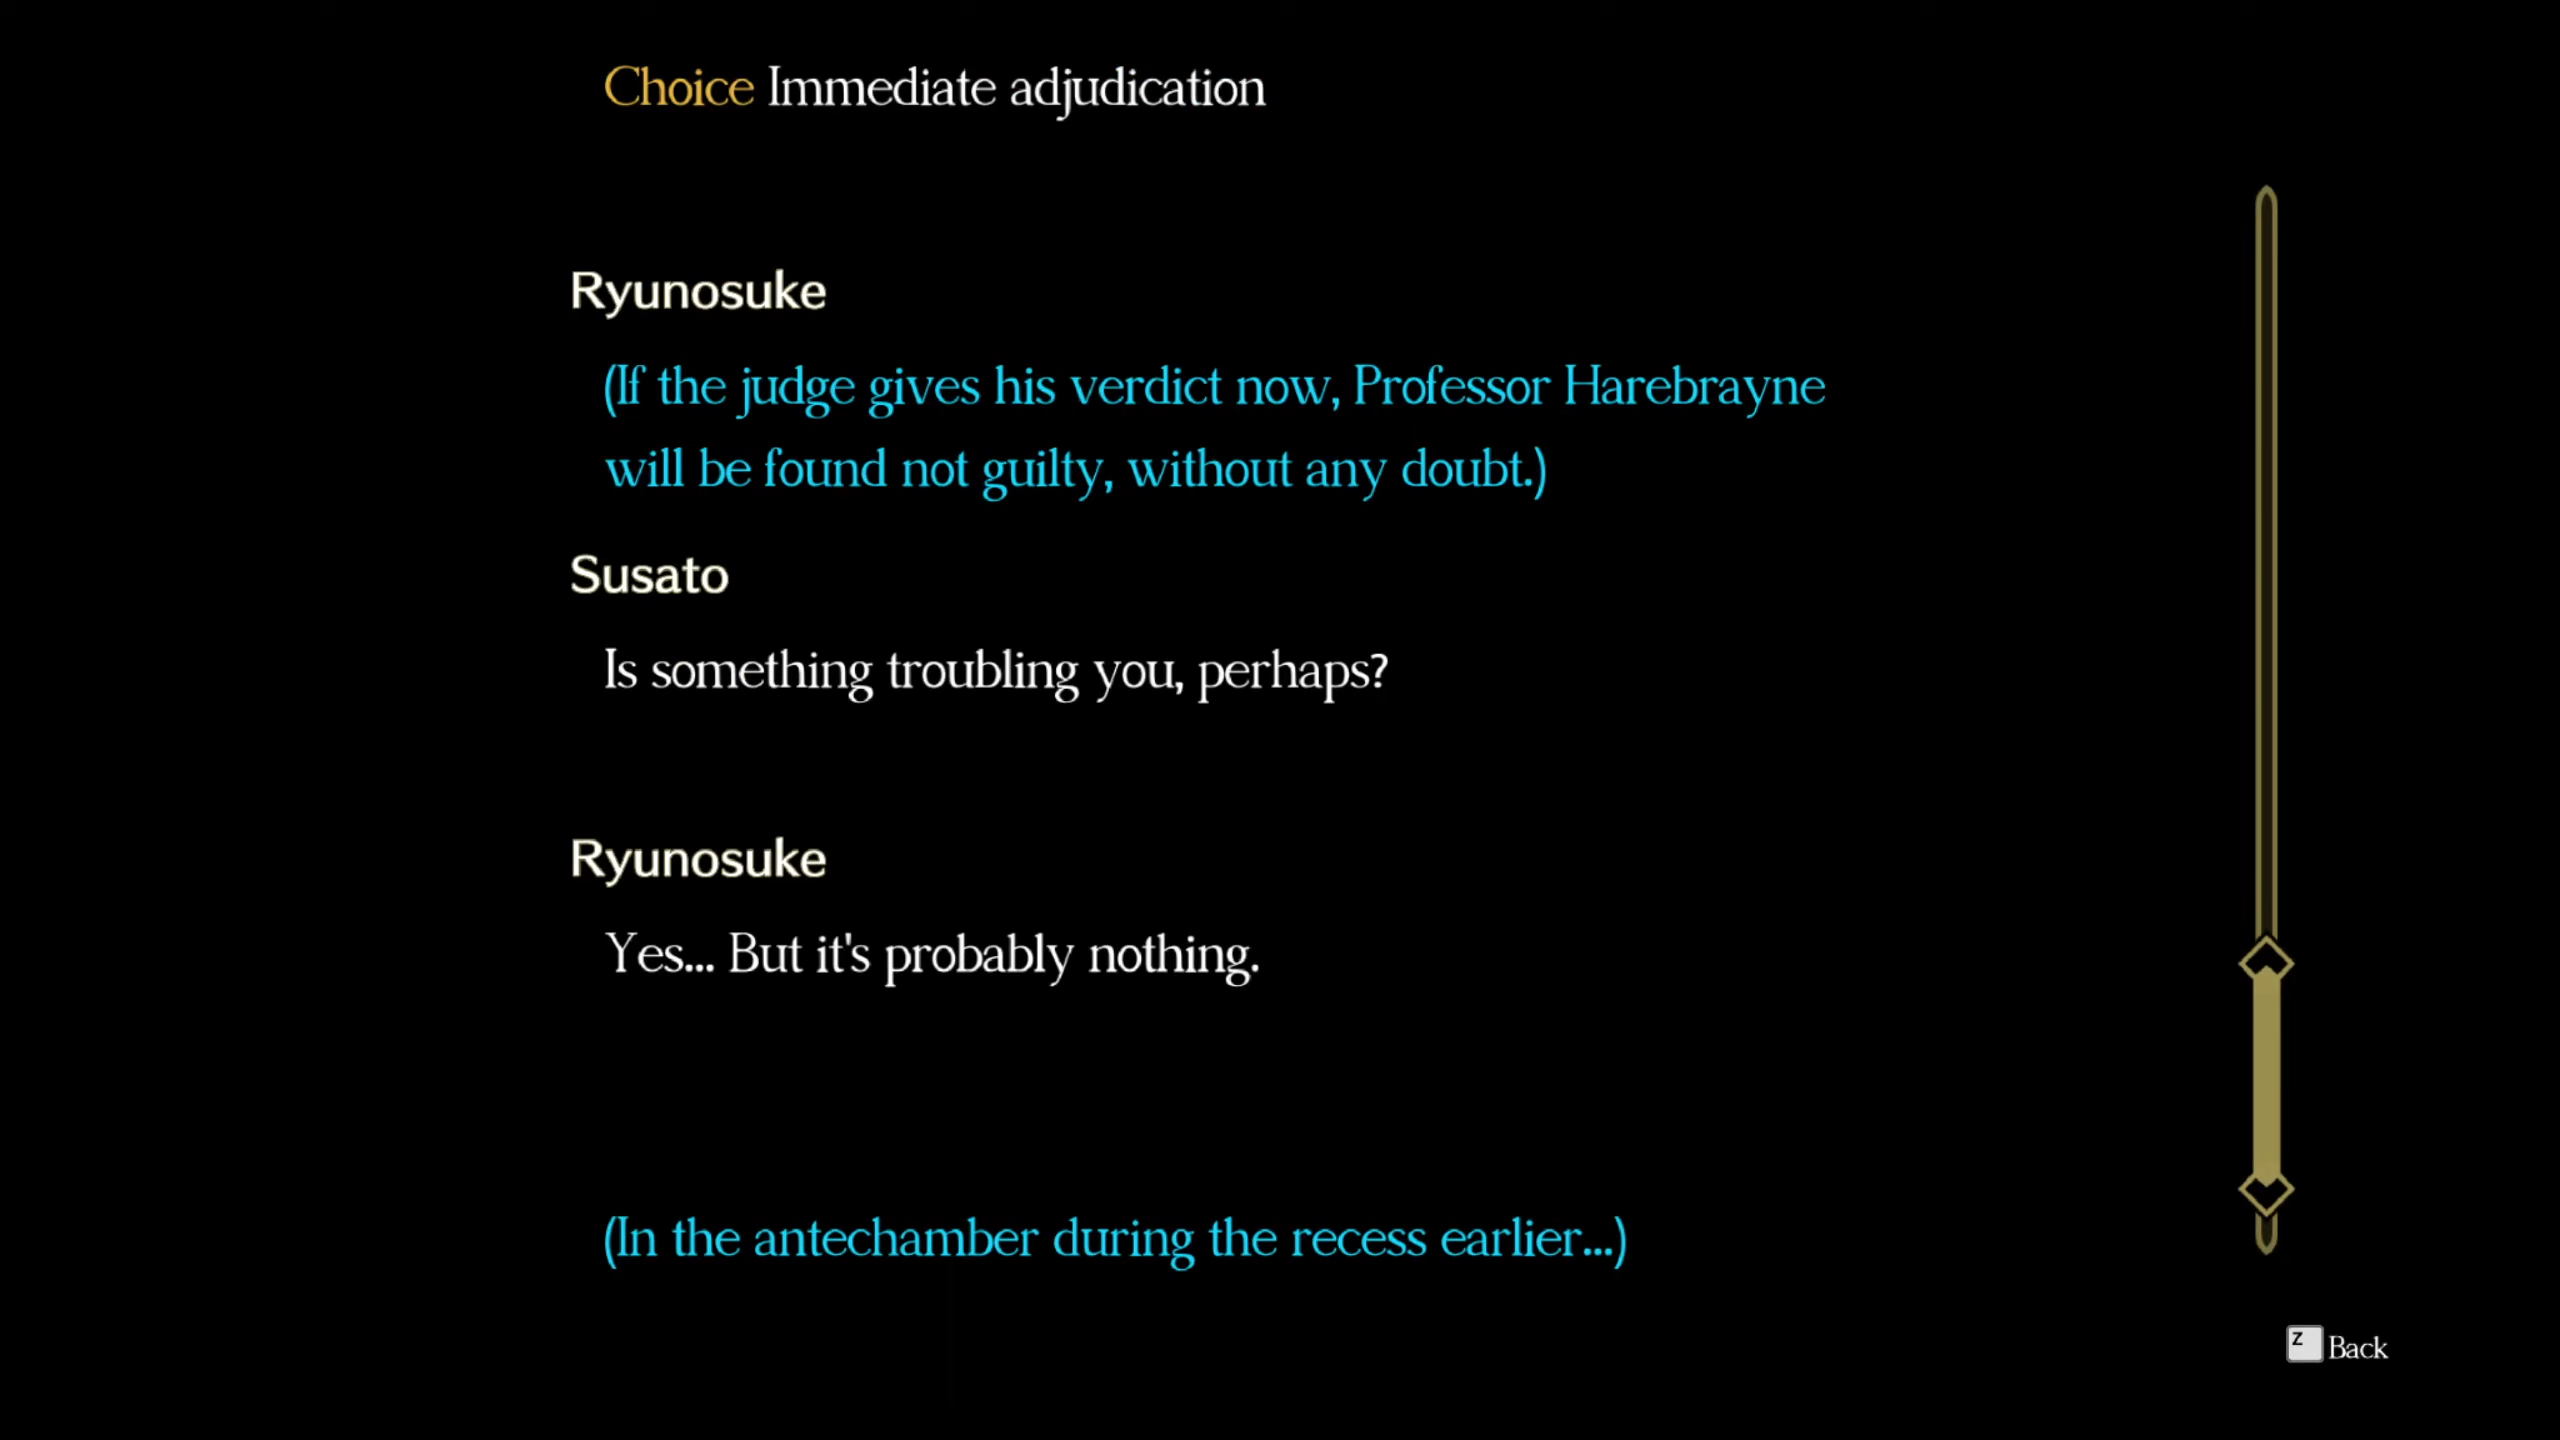 Choice Immediate adjudication
Ryunosuke
(If the judge gives his verdict now, Professor Harebrayne
will be found not guilty, without any doubt.)
Susato
Is something troubling you, perhaps?
Ryunosuke
Yes... But it's probably nothing.
(In the antechamber during the recess earlier...)
Z Back